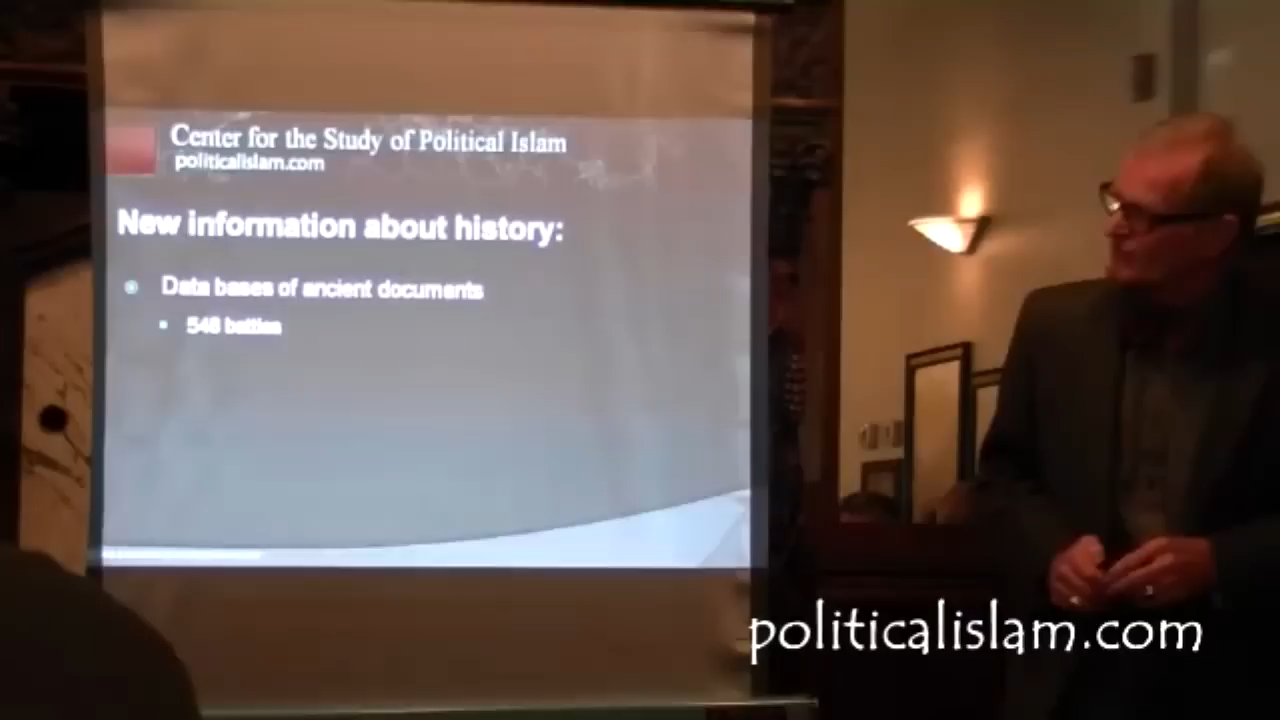 Center for the Study of Political Islam
politicalislam.com
New information about history:
Data bases of ancient documents
548 battles
politicalislam.com